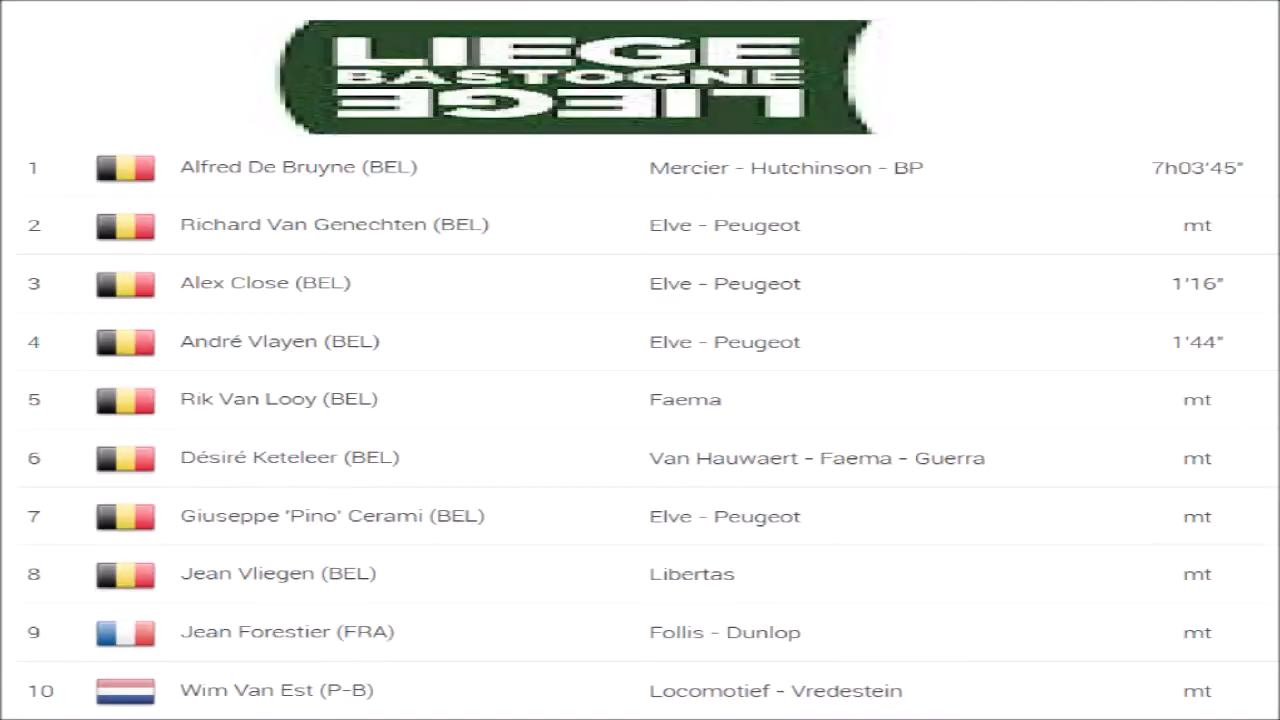 LIEGE
BASTOGNE
LIEGE
1 Alfred De Bruyne (BEL) Mercier - Hutchinson - BP 7h03'45"
2 Richard Van Genechten (BEL) Elve - Peugeot mt
3 Alex Close (BEL) Elve - Peugeot 1'16"
4 André Vlayen (BEL) Elve - Peugeot 1'44"
5 Rik Van Looy (BEL) Faema mt
6 Désiré Keteleer (BEL) Van Hauwaert - Faema - Guerra mt
7 Giuseppe 'Pino' Cerami (BEL) Elve - Peugeot mt
8 Jean Vliegen (BEL) Libertas mt
9 Jean Forestier (FRA) Follis - Dunlop mt
10 Wim Van Est (P-B) Locomotief - Vredestein mt